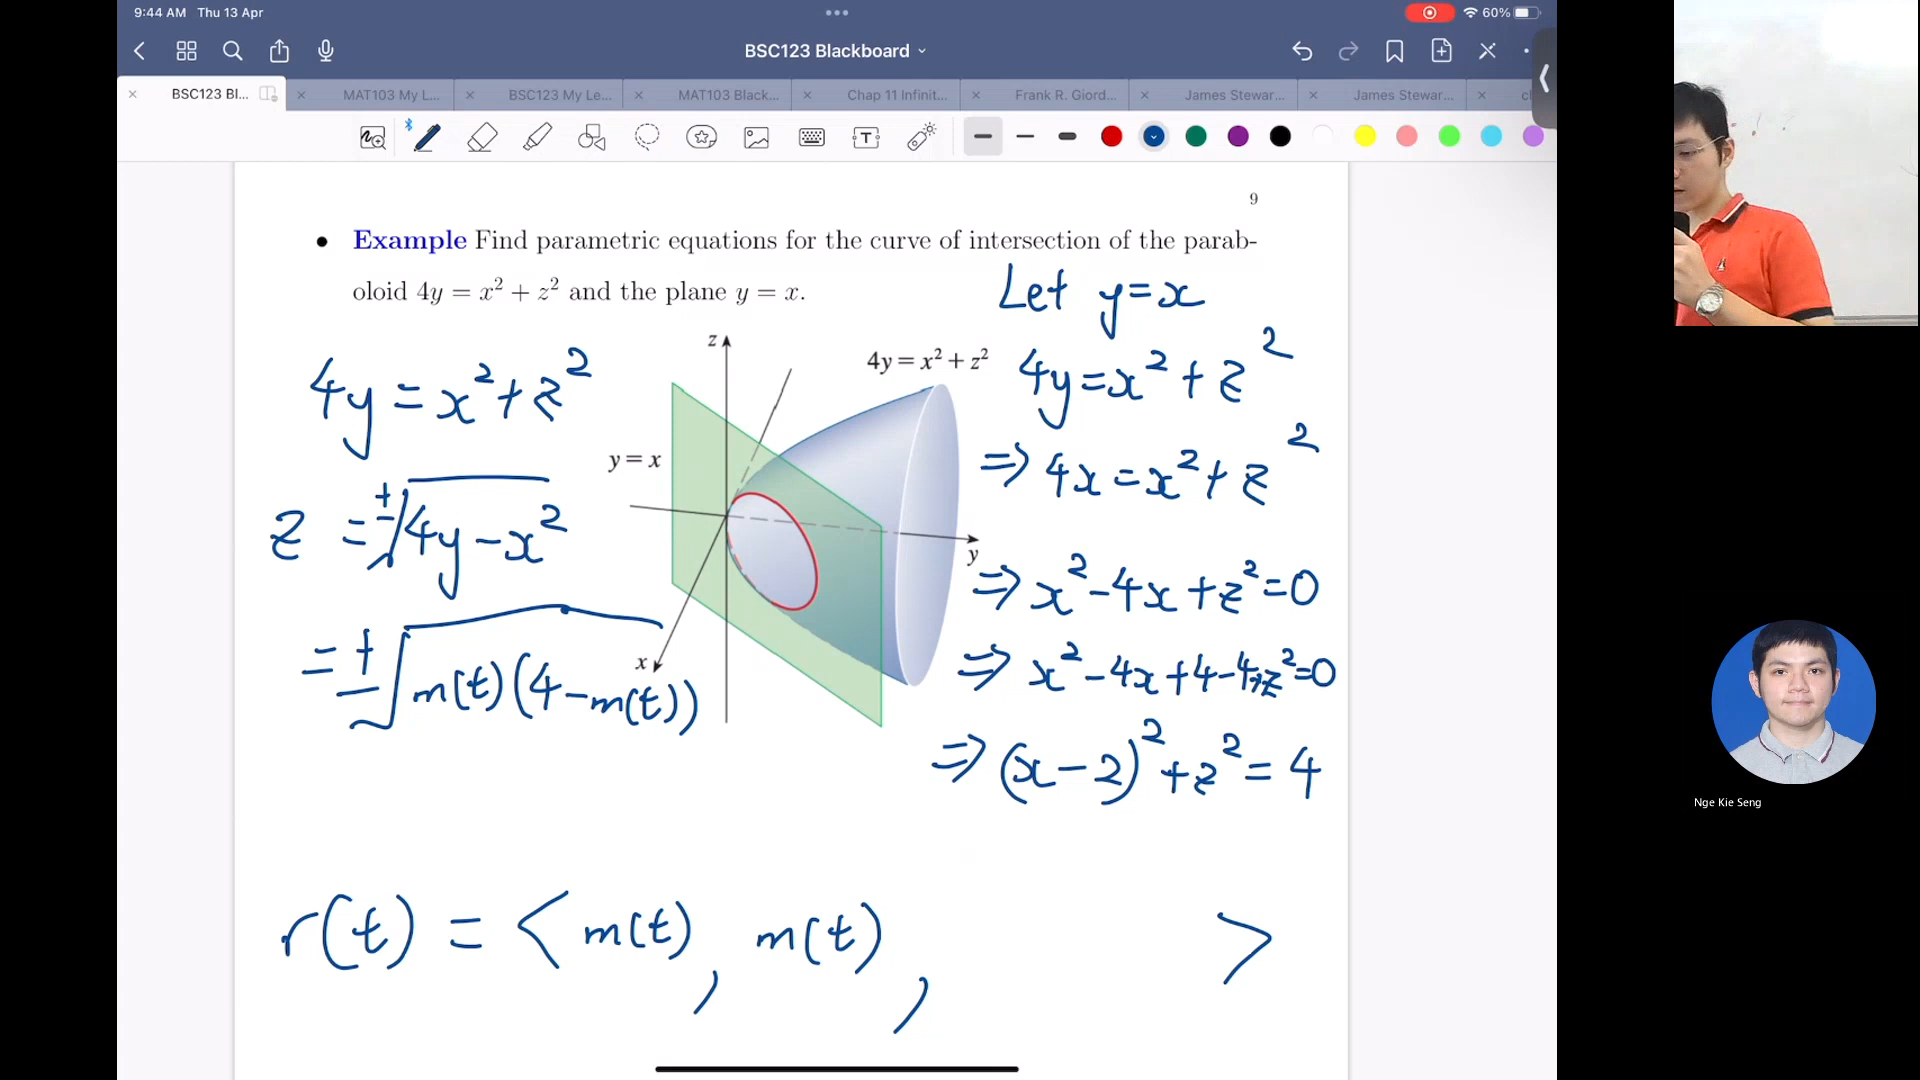 9:44 AM Thu 13 Apr
60%
BSC123 Blackboard
BSC123 Bl...
MAT103 My L...
BSC123 My Le...
MAT103 Black...
Chap 11 Infinit...
Frank R. Giord...
James Stewar...
James Stewar...
9
• Example Find parametric equations for the curve of intersection of the parab-
oloid 4y = x² + z² and the plane y = x.
z
4y = x² + z²
y = x
y
x
4y = x² + z²
z = ±√(4y − x²)
= ±√(m(t)(4 − m(t)))
Let y = x
4y = x² + z²
⇒ 4x = x² + z²
⇒ x² − 4x + z² = 0
⇒ x² − 4x + 4 − 4 + z² = 0
⇒ (x − 2)² + z² = 4
r(t) = < m(t), m(t), >
Nge Kie Seng